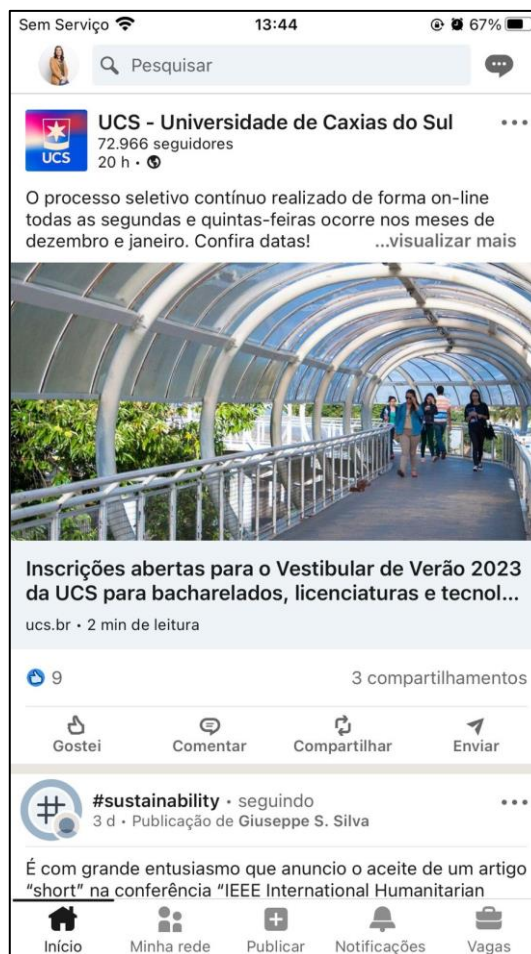 Sem Serviço 13:44 67%
Pesquisar
UCS
UCS - Universidade de Caxias do Sul
72.966 seguidores
20 h •
O processo seletivo contínuo realizado de forma on-line
todas as segundas e quintas-feiras ocorre nos meses de
dezembro e janeiro. Confira datas! ...visualizar mais
Inscrições abertas para o Vestibular de Verão 2023
da UCS para bacharelados, licenciaturas e tecnol...
ucs.br • 2 min de leitura
9 3 compartilhamentos
Gostei Comentar Compartilhar Enviar
#sustainability • seguindo
3 d • Publicação de Giuseppe S. Silva
É com grande entusiasmo que anuncio o aceite de um artigo
“short” na conferência “IEEE International Humanitarian
Início Minha rede Publicar Notificações Vagas